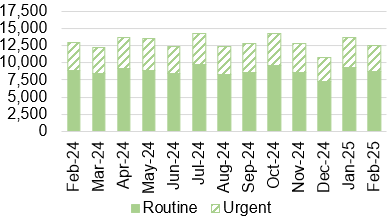 17,500
15,000
12,500
10,000
7,500
5,000
2,500
0
Feb-24
Mar-24
Apr-24
May-24
Jun-24
Jul-24
Aug-24
Sep-24
Oct-24
Nov-24
Dec-24
Jan-25
Feb-25
Routine Urgent